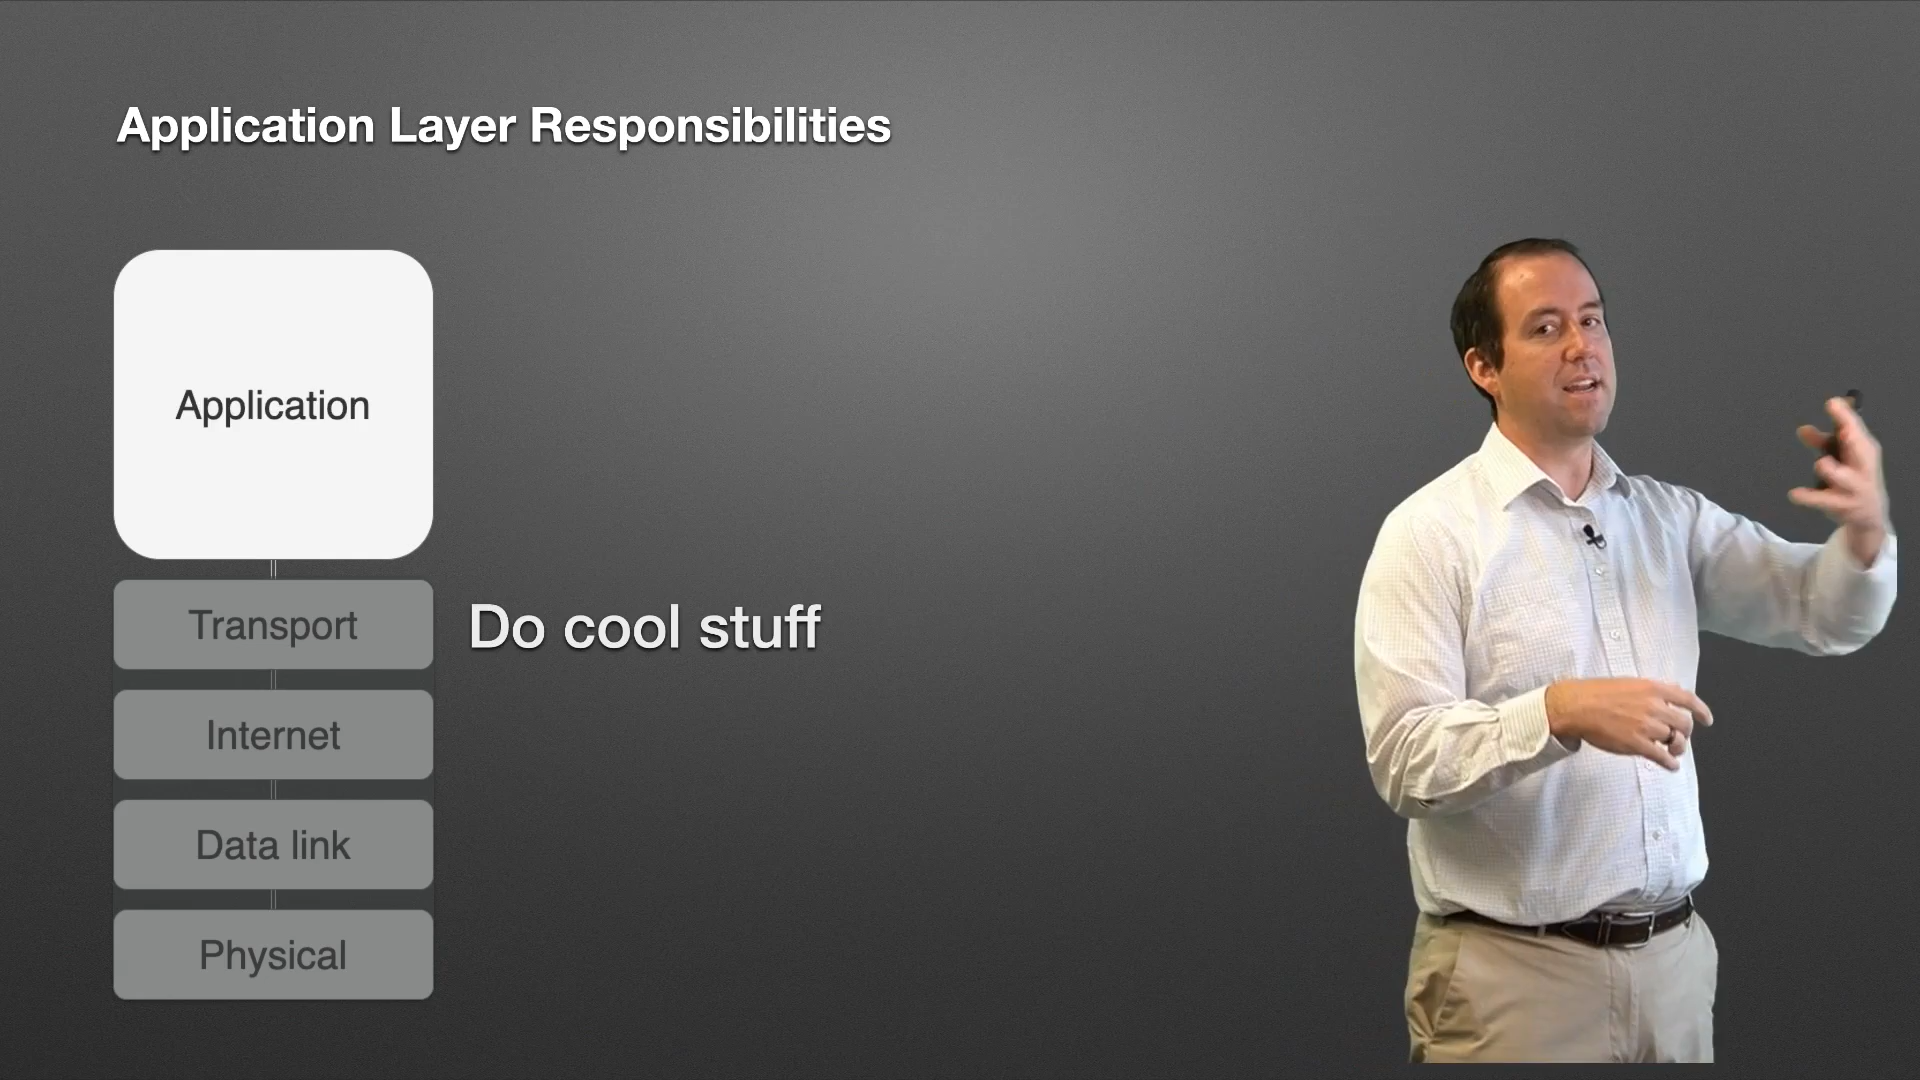 Application Layer Responsibilities
Application
Transport
Do cool stuff
Internet
Data link
Physical